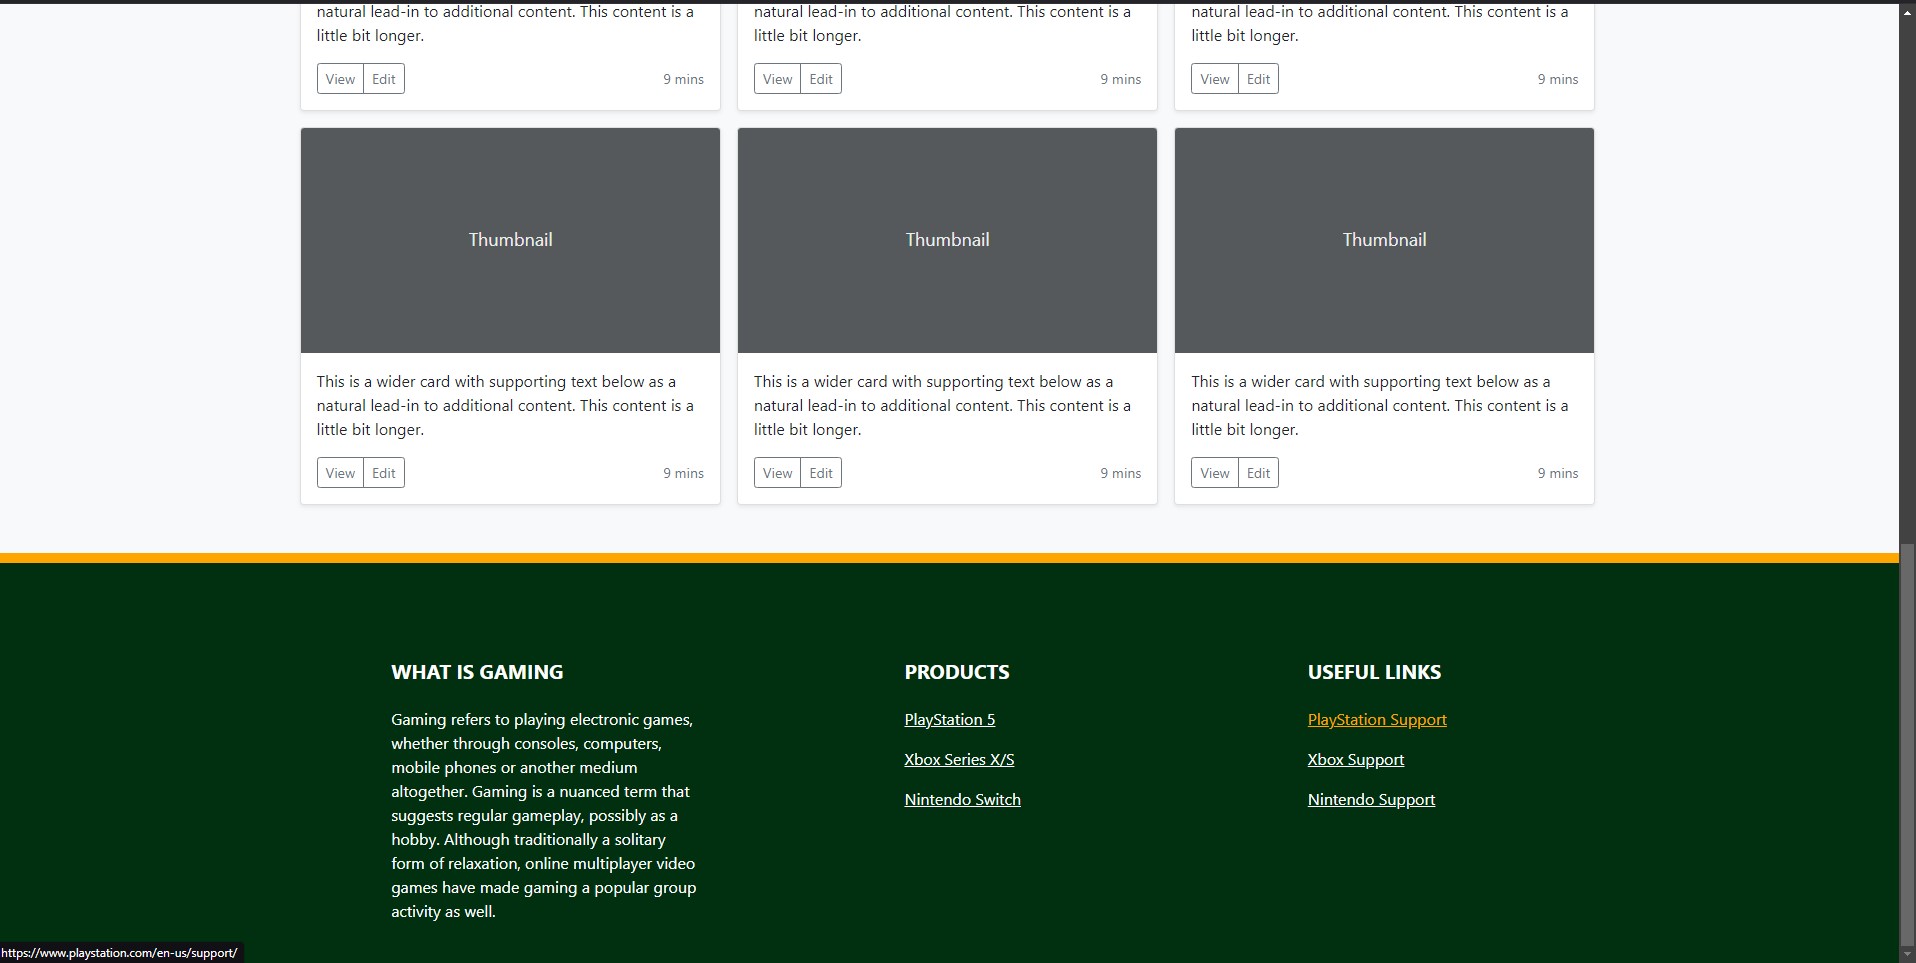 natural lead-in to additional content. This content is a
little bit longer.
View Edit 9 mins
natural lead-in to additional content. This content is a
little bit longer.
View Edit 9 mins
natural lead-in to additional content. This content is a
little bit longer.
View Edit 9 mins
Thumbnail
This is a wider card with supporting text below as a
natural lead-in to additional content. This content is a
little bit longer.
View Edit 9 mins
Thumbnail
This is a wider card with supporting text below as a
natural lead-in to additional content. This content is a
little bit longer.
View Edit 9 mins
Thumbnail
This is a wider card with supporting text below as a
natural lead-in to additional content. This content is a
little bit longer.
View Edit 9 mins
WHAT IS GAMING
Gaming refers to playing electronic games,
whether through consoles, computers,
mobile phones or another medium
altogether. Gaming is a nuanced term that
suggests regular gameplay, possibly as a
hobby. Although traditionally a solitary
form of relaxation, online multiplayer video
games have made gaming a popular group
activity as well.
PRODUCTS
PlayStation 5
Xbox Series X/S
Nintendo Switch
USEFUL LINKS
PlayStation Support
Xbox Support
Nintendo Support
https://www.playstation.com/en-us/support/